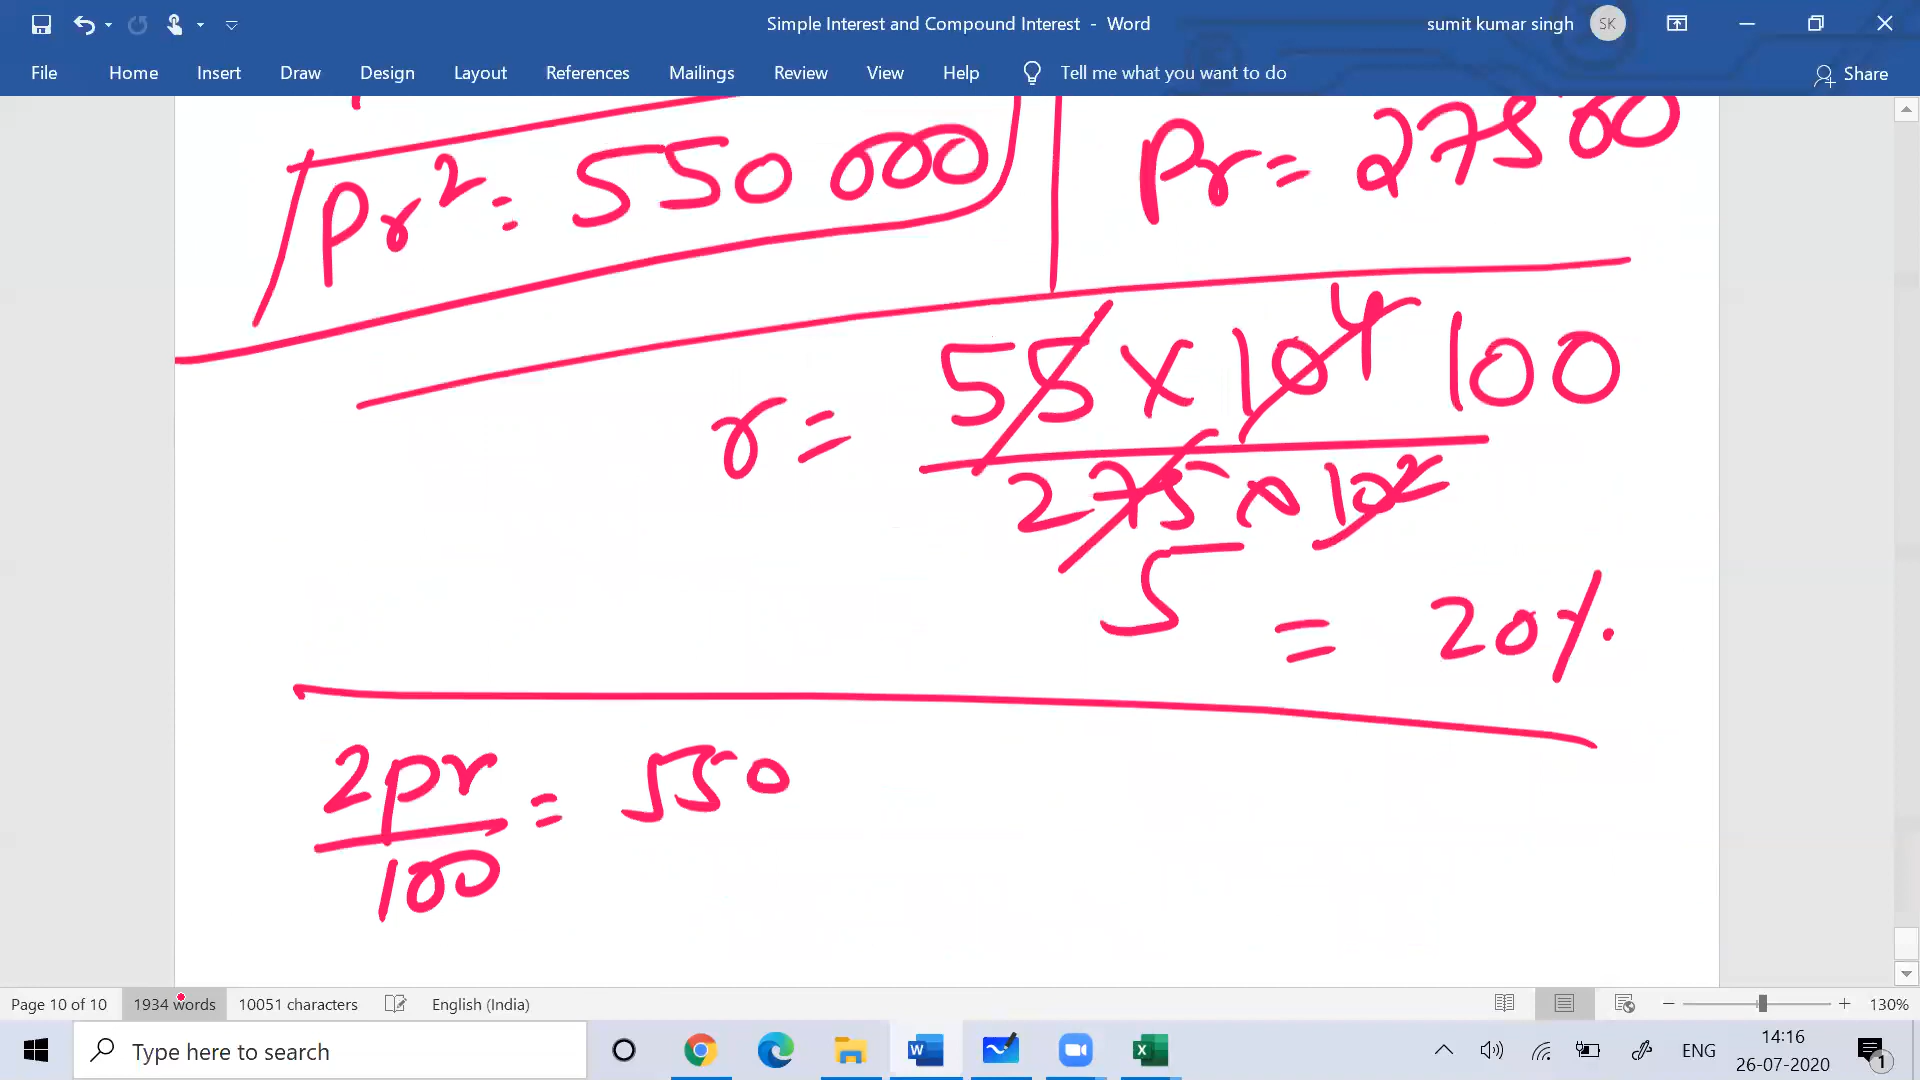 Simple Interest and Compound Interest - Word
sumit kumar singh SK
File Home Insert Draw Design Layout References Mailings Review View Help Tell me what you want to do Share
Pr² = 550 000
Pr = 27500
r = 55 x 10⁴ 100
275 x 10²
5
= 20%
2pr = 550
100
Page 10 of 10 1934 words 10051 characters English (India) 130%
Type here to search
ENG
14:16
26-07-2020
1